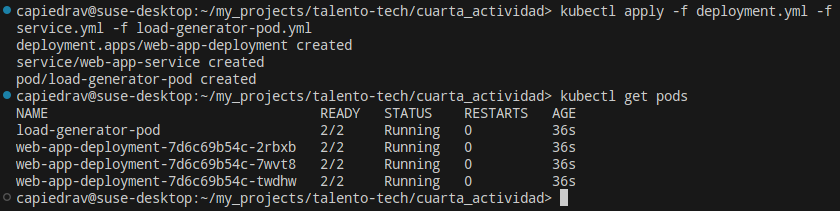 capiedrav@suse-desktop:~/my_projects/talento-tech/cuarta_actividad> kubectl apply -f deployment.yml -f
service.yml -f load-generator-pod.yml
deployment.apps/web-app-deployment created
service/web-app-service created
pod/load-generator-pod created
capiedrav@suse-desktop:~/my_projects/talento-tech/cuarta_actividad> kubectl get pods
NAME READY STATUS RESTARTS AGE
load-generator-pod 2/2 Running 0 36s
web-app-deployment-7d6c69b54c-2rbxb 2/2 Running 0 36s
web-app-deployment-7d6c69b54c-7wvt8 2/2 Running 0 36s
web-app-deployment-7d6c69b54c-twdhw 2/2 Running 0 36s
capiedrav@suse-desktop:~/my_projects/talento-tech/cuarta_actividad>